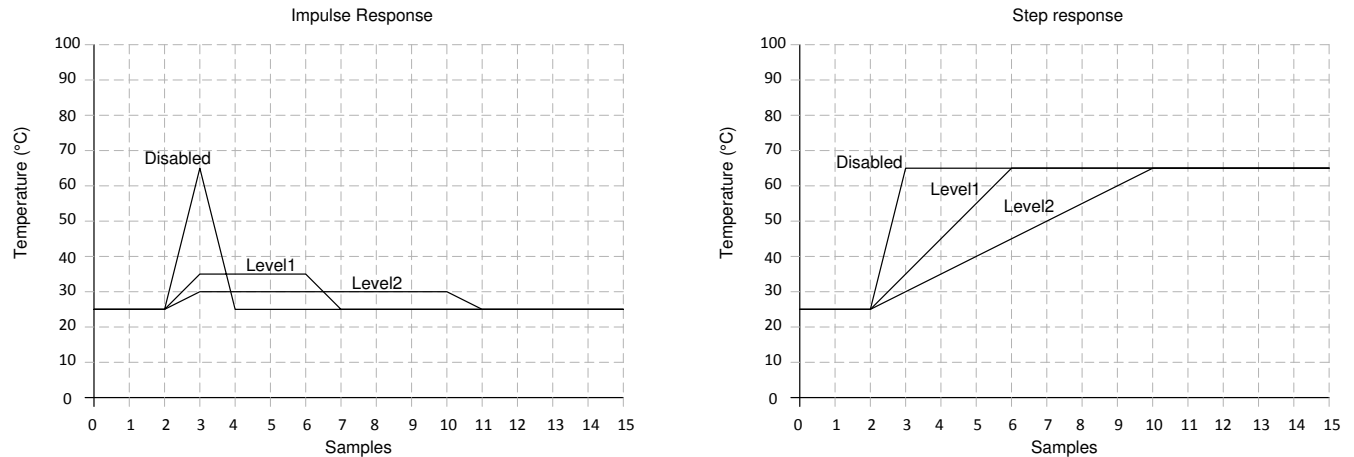 Impulse Response
Temperature (°C)
100
90
80
70
60
50
40
30
20
10
0
Disabled
Level1
Level2
0 1 2 3 4 5 6 7 8 9 10 11 12 13 14 15
Samples
Step response
Temperature (°C)
100
90
80
70
60
50
40
30
20
10
0
Disabled
Level1
Level2
0 1 2 3 4 5 6 7 8 9 10 11 12 13 14 15
Samples